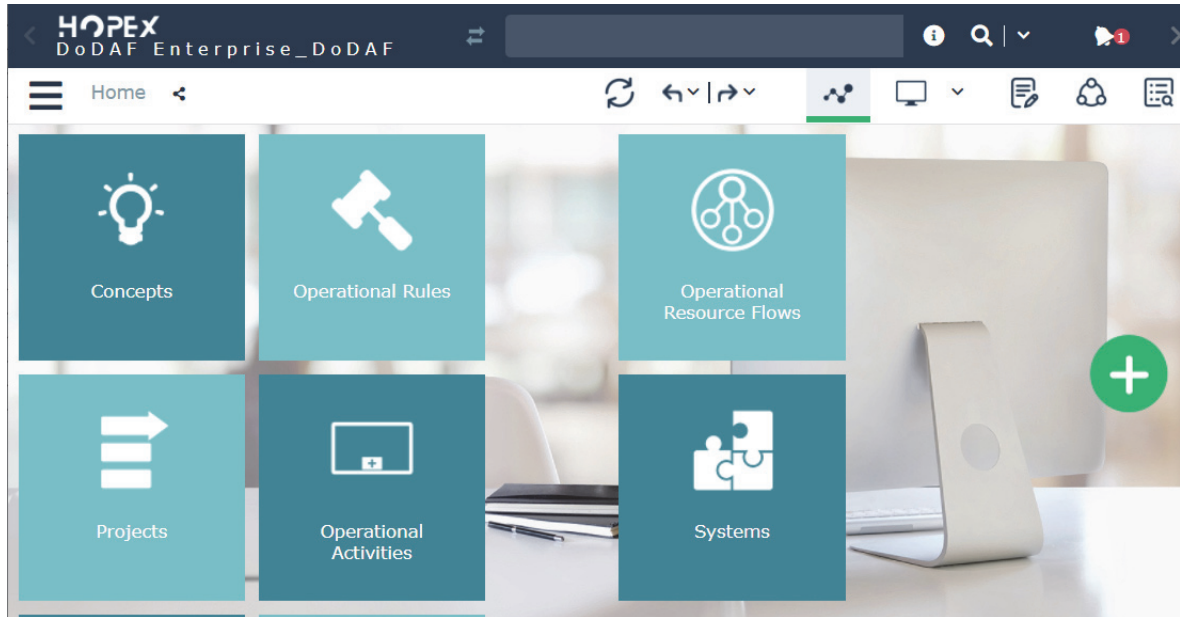 HOPEX
DoDAF Enterprise_DoDAF
1
Home
Concepts
Operational Rules
Operational
Resource Flows
Projects
Operational
Activities
Systems